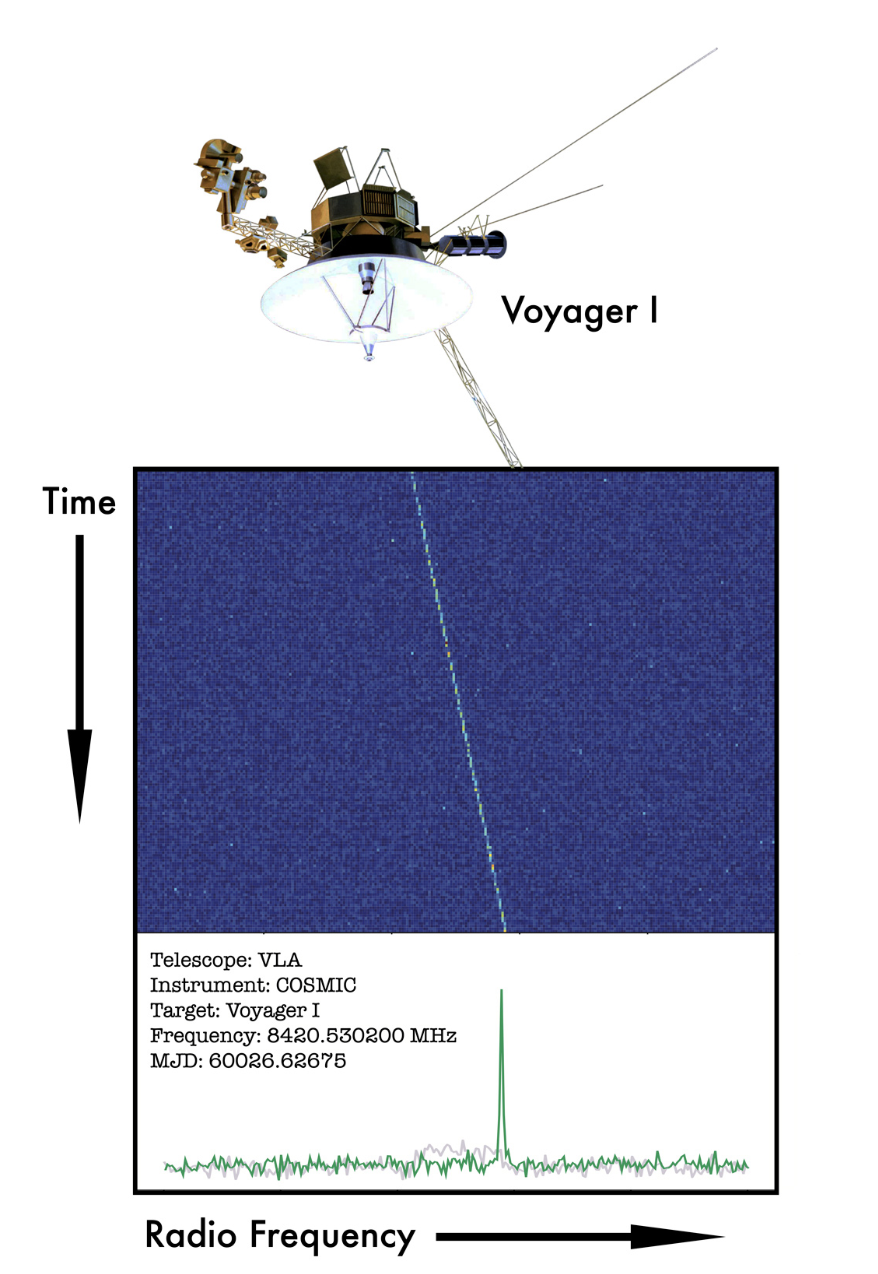 Voyager I
Time
Telescope: VLA
Instrument: COSMIC
Target: Voyager I
Frequency: 8420.530200 MHz
MJD: 60026.62675
Radio Frequency